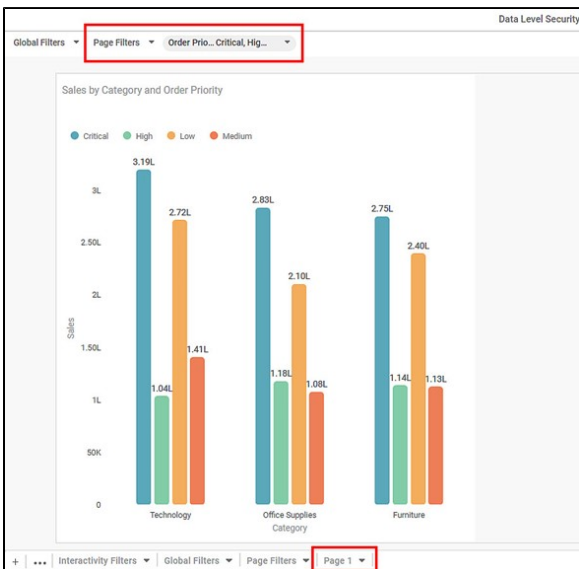 Data Level Security
Global Filters Page Filters Order Prio... Critical, Hig...
Sales by Category and Order Priority
Critical High Low Medium
3.19L
3L
2.83L
2.75L
2.72L
2.50L
2.40L
2.10L
2L
Sales
1.50L
1.41L
1.04L 1.18L 1.08L 1.14L 1.13L
1L
50K
0
Technology Office Supplies Furniture
Category
+ ... Interactivity Filters Global Filters Page Filters Page 1